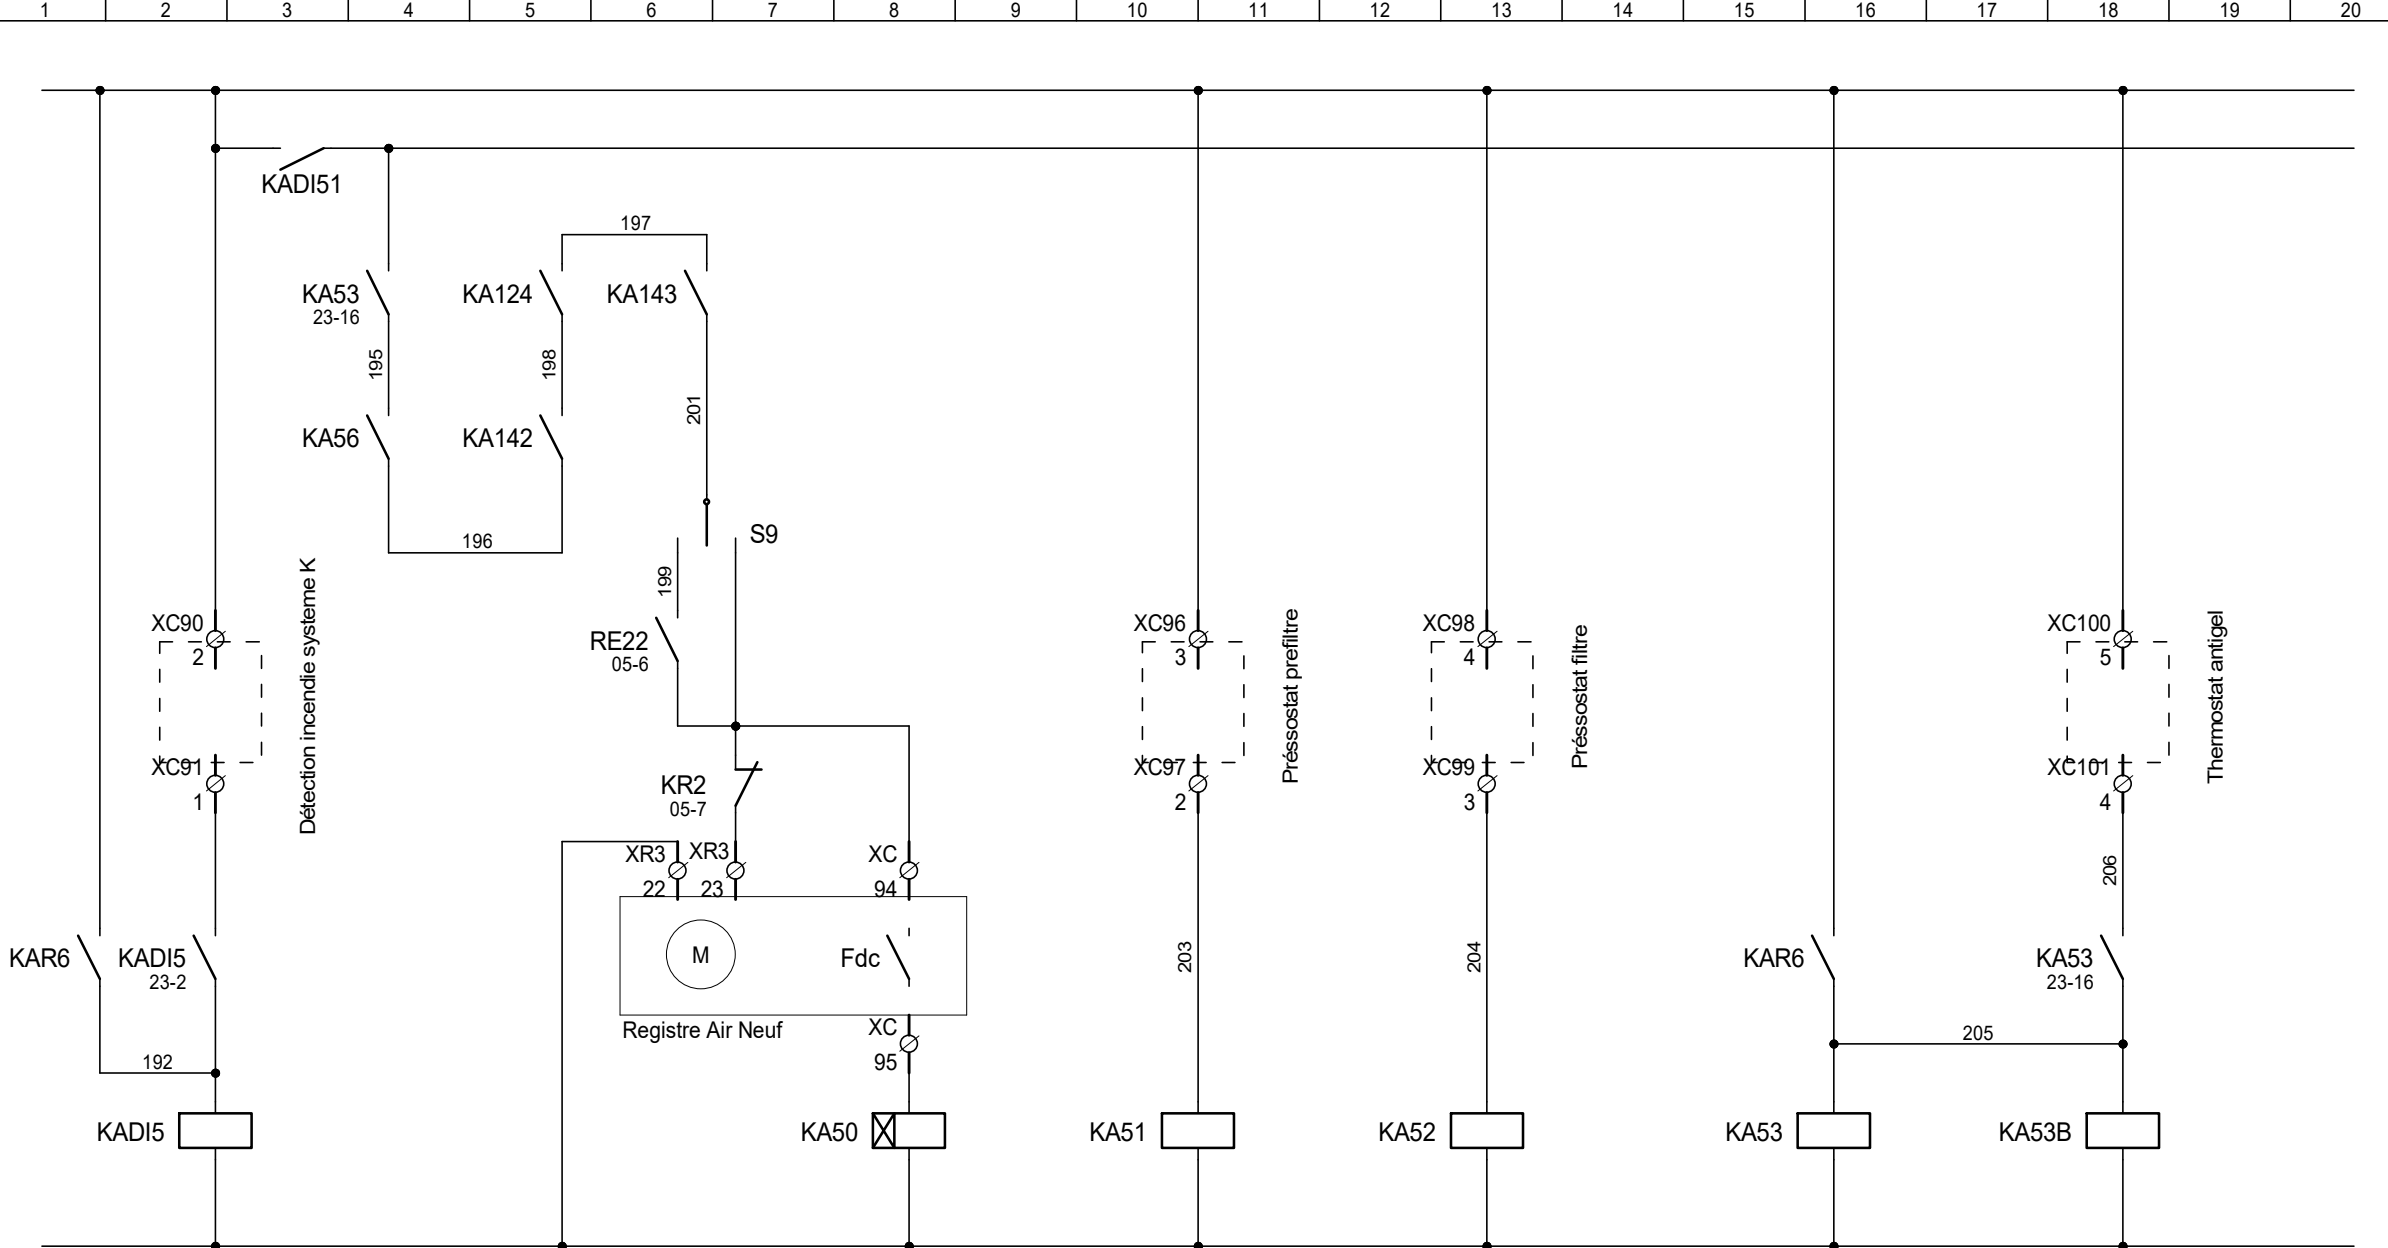 1 2 3 4 5 6 7 8 9 10 11 12 13 14 15 16 17 18 19 20
KADI51
197
KA53
23-16
KA124
KA143
195
198
201
KA56
KA142
196
S9
199
RE22
05-6
XC90
2
XC91
1
Détection incendie systeme K
XC96
3
XC97
2
Préssostat prefiltre
XC98
4
XC99
3
Préssostat filtre
XC100
5
XC101
4
Thermostat antigel
KR2
05-7
XR3
22
XR3
23
XC
94
M
Fdc
Registre Air Neuf
XC
95
203
204
206
KAR6
KADI5
23-2
192
KAR6
KA53
23-16
205
KADI5
KA50
KA51
KA52
KA53
KA53B